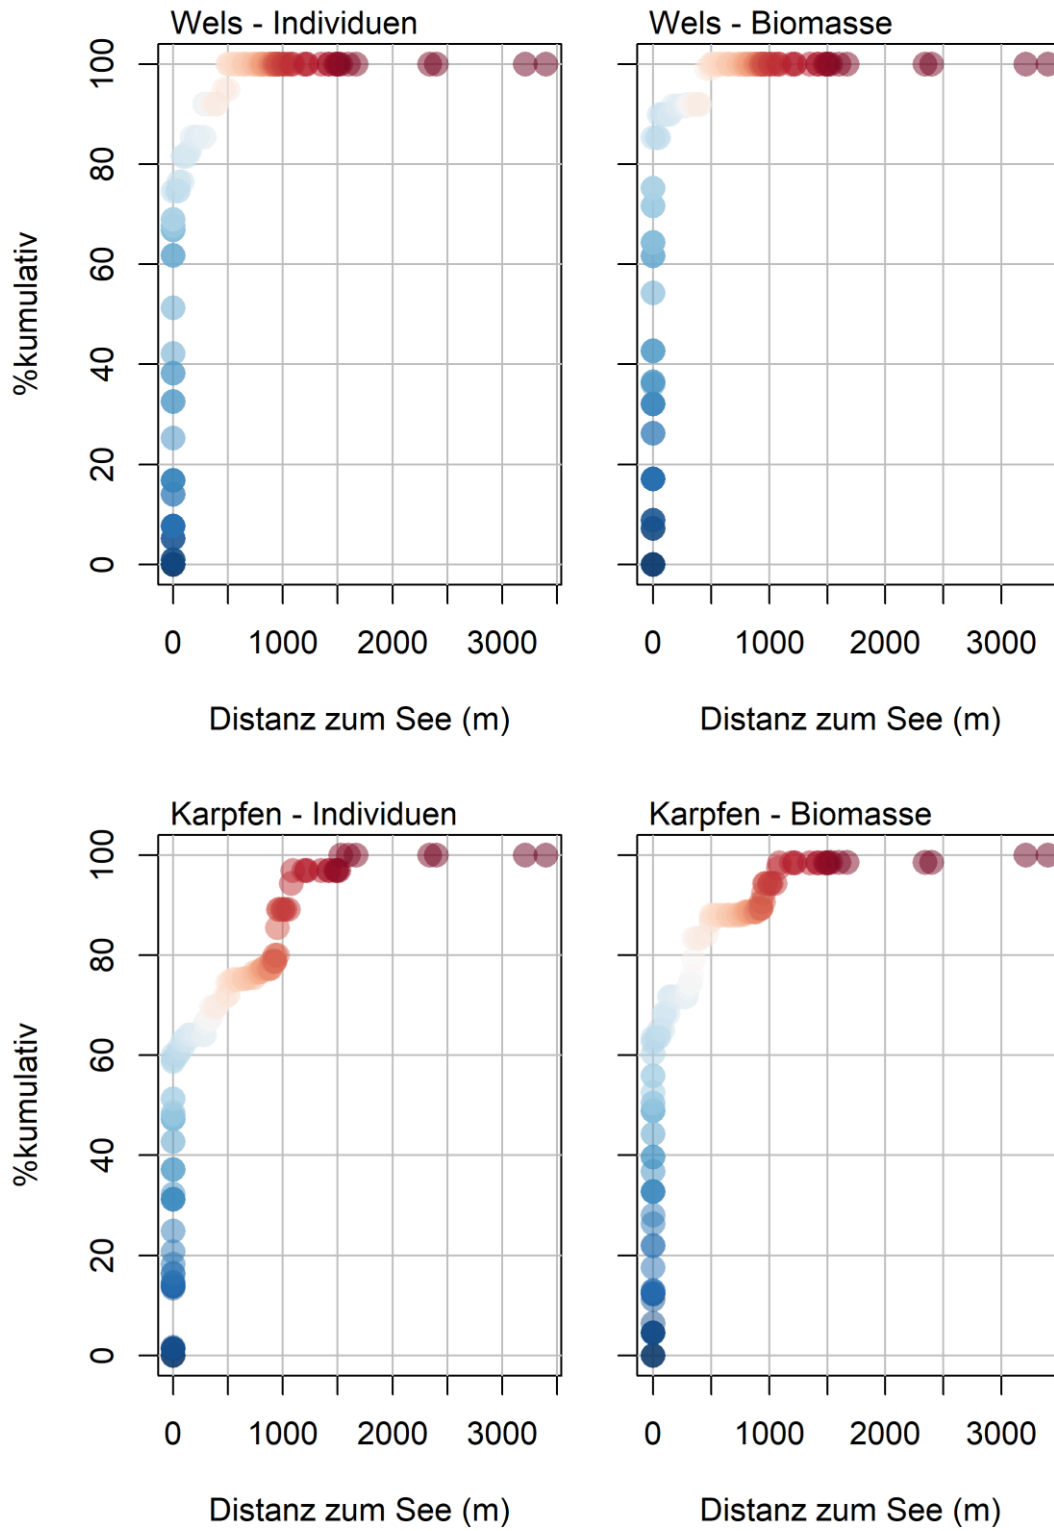 Wels - Individuen
Wels - Biomasse
%kumulativ
100
80
60
40
20
0
0 1000 2000 3000
0 1000 2000 3000
Distanz zum See (m)
Distanz zum See (m)
Karpfen - Individuen
Karpfen - Biomasse
%kumulativ
100
80
60
40
20
0
0 1000 2000 3000
0 1000 2000 3000
Distanz zum See (m)
Distanz zum See (m)